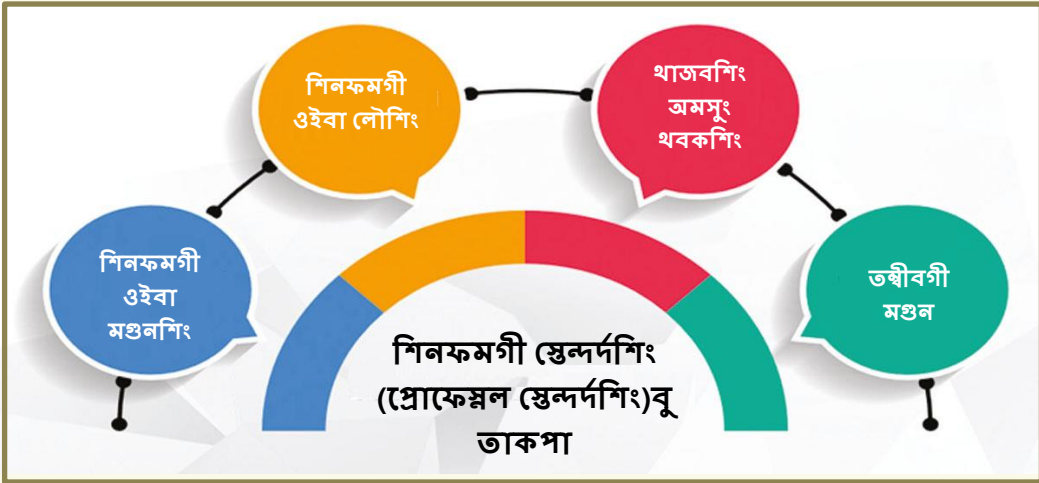 শিনফমগী
ওইবা
মগুনশিং
শিনফমগী
ওইবা লৌশিং
থাজবশিং
অমসুং
থবকশিং
তম্বীবগী
মগুন
শিনফমগী স্তেন্দর্দশিং
(প্রোফেস্নল স্তেন্দর্দশিং)বু
তাকপা